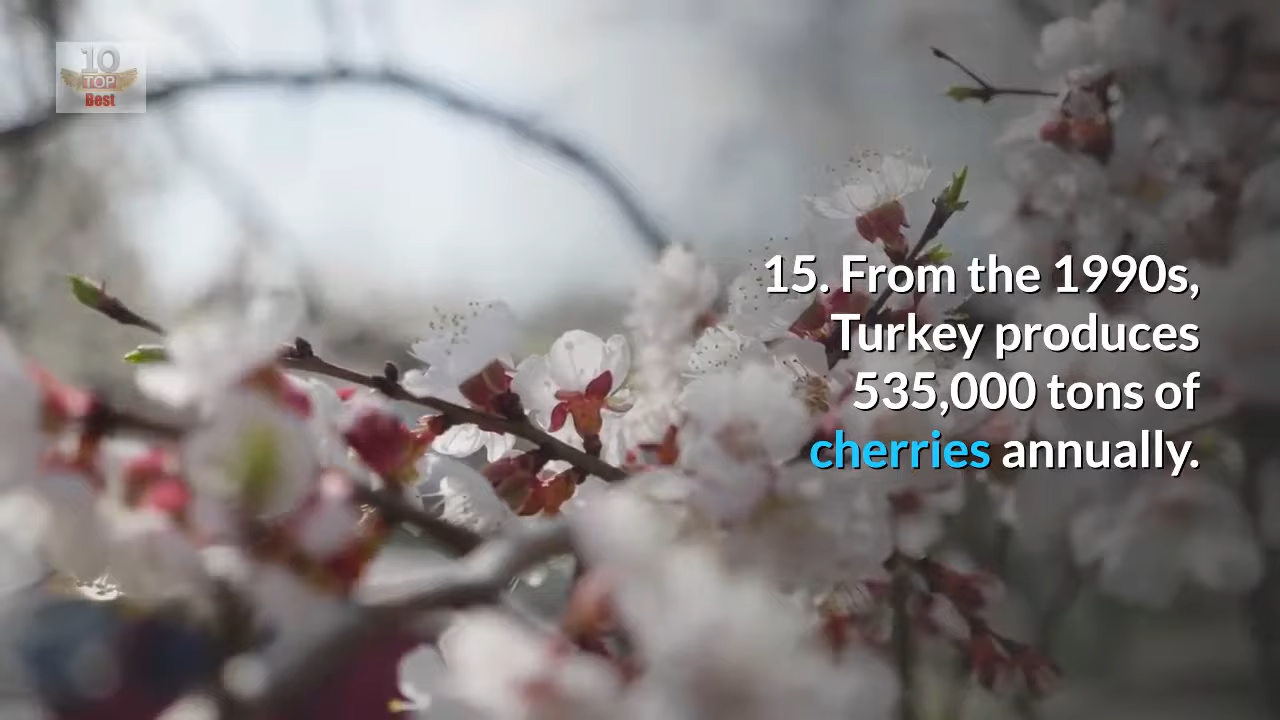 10
TOP
Best
15. From the 1990s,
Turkey produces
535,000 tons of
cherries annually.